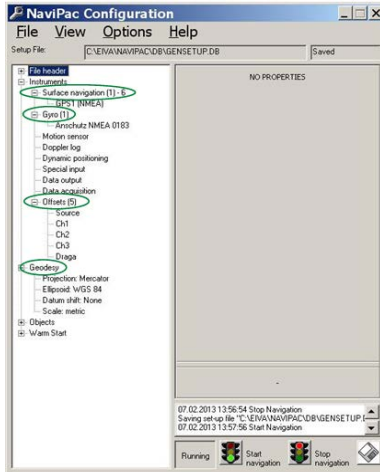 NaviPac Configuration
File View Options Help
Setup File: C:\EIVA\NAVIPAC\DB\GENSETUP.DB Saved
File header
Instruments
Surface navigation (1) - 6
GPS1 (NMEA)
Gyro (1)
Anschutz NMEA 0183
Motion sensor
Doppler log
Dynamic positioning
Special input
Data output
Data acquisition
Offsets (5)
Source
Ch1
Ch2
Ch3
Draga
Geodesy
Projection: Mercator
Ellipsoid: WGS 84
Datum shift: None
Scale: metric
Objects
Warm Start
NO PROPERTIES
-
07.02.2013 13:56:54 Stop Navigation
Saving set-up file "C:\EIVA\NAVIPAC\DB\GENSETUP.
07.02.2013 13:57:56 Start Navigation
Running Start navigation Stop navigation